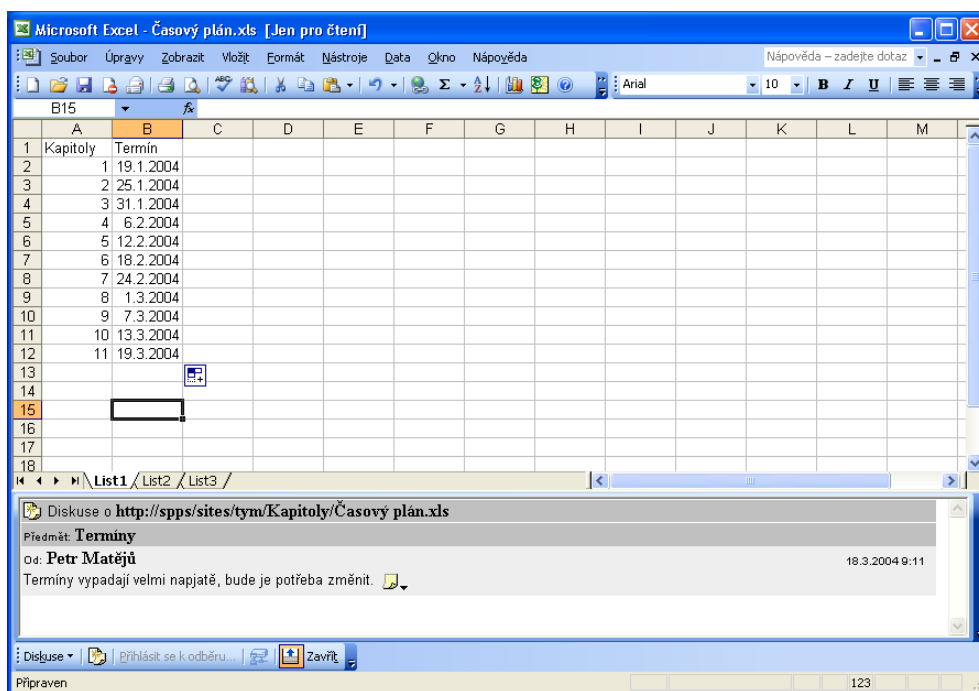 Microsoft Excel - Časový plán.xls [Jen pro čtení]
Soubor Úpravy Zobrazit Vložit Formát Nástroje Data Okno Nápověda Nápověda – zadejte dotaz
Arial 10 B I U
B15 fx
A B C D E F G H I J K L M
1 Kapitoly Termín
2 1 19.1.2004
3 2 25.1.2004
4 3 31.1.2004
5 4 6.2.2004
6 5 12.2.2004
7 6 18.2.2004
8 7 24.2.2004
9 8 1.3.2004
10 9 7.3.2004
11 10 13.3.2004
12 11 19.3.2004
13
14
15
16
17
18
List1 List2 List3
Diskuse o http://spps/sites/tym/Kapitoly/Časový plán.xls
Předmět: Termíny
Od: Petr Matějů 18.3.2004 9:11
Termíny vypadají velmi napjatě, bude je potřeba změnit.
Diskuse Přihlásit se k odběru... Zavřít
Připraven 123